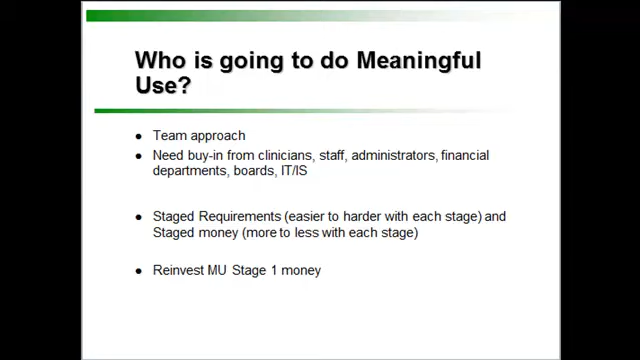 Who is going to do Meaningful
Use?
● Team approach
● Need buy-in from clinicians, staff, administrators, financial
departments, boards, IT/IS
● Staged Requirements (easier to harder with each stage) and
Staged money (more to less with each stage)
● Reinvest MU Stage 1 money